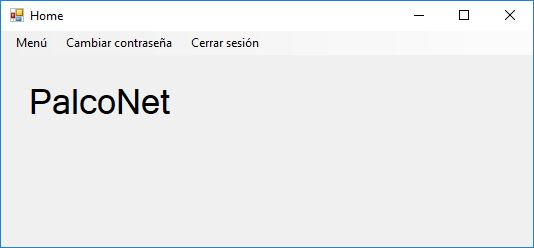 Home
Menú Cambiar contraseña Cerrar sesión
PalcoNet